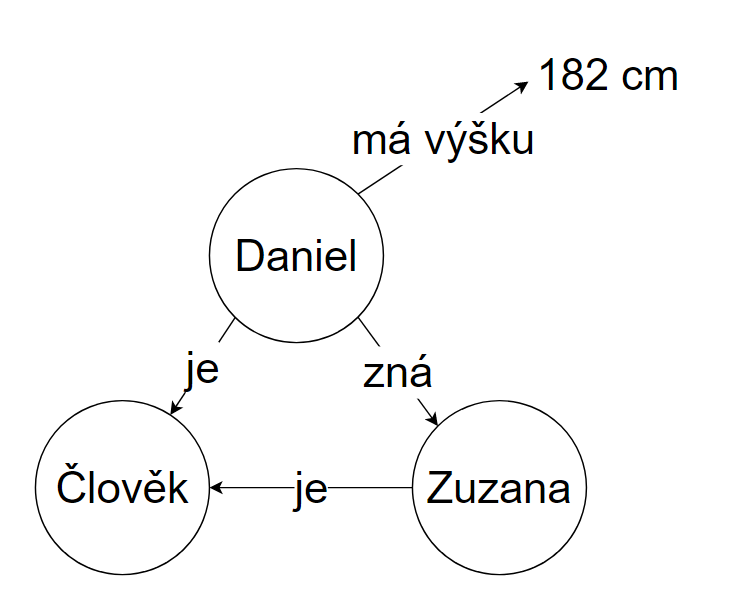 182 cm
má výšku
Daniel
je
zná
Člověk
je
Zuzana